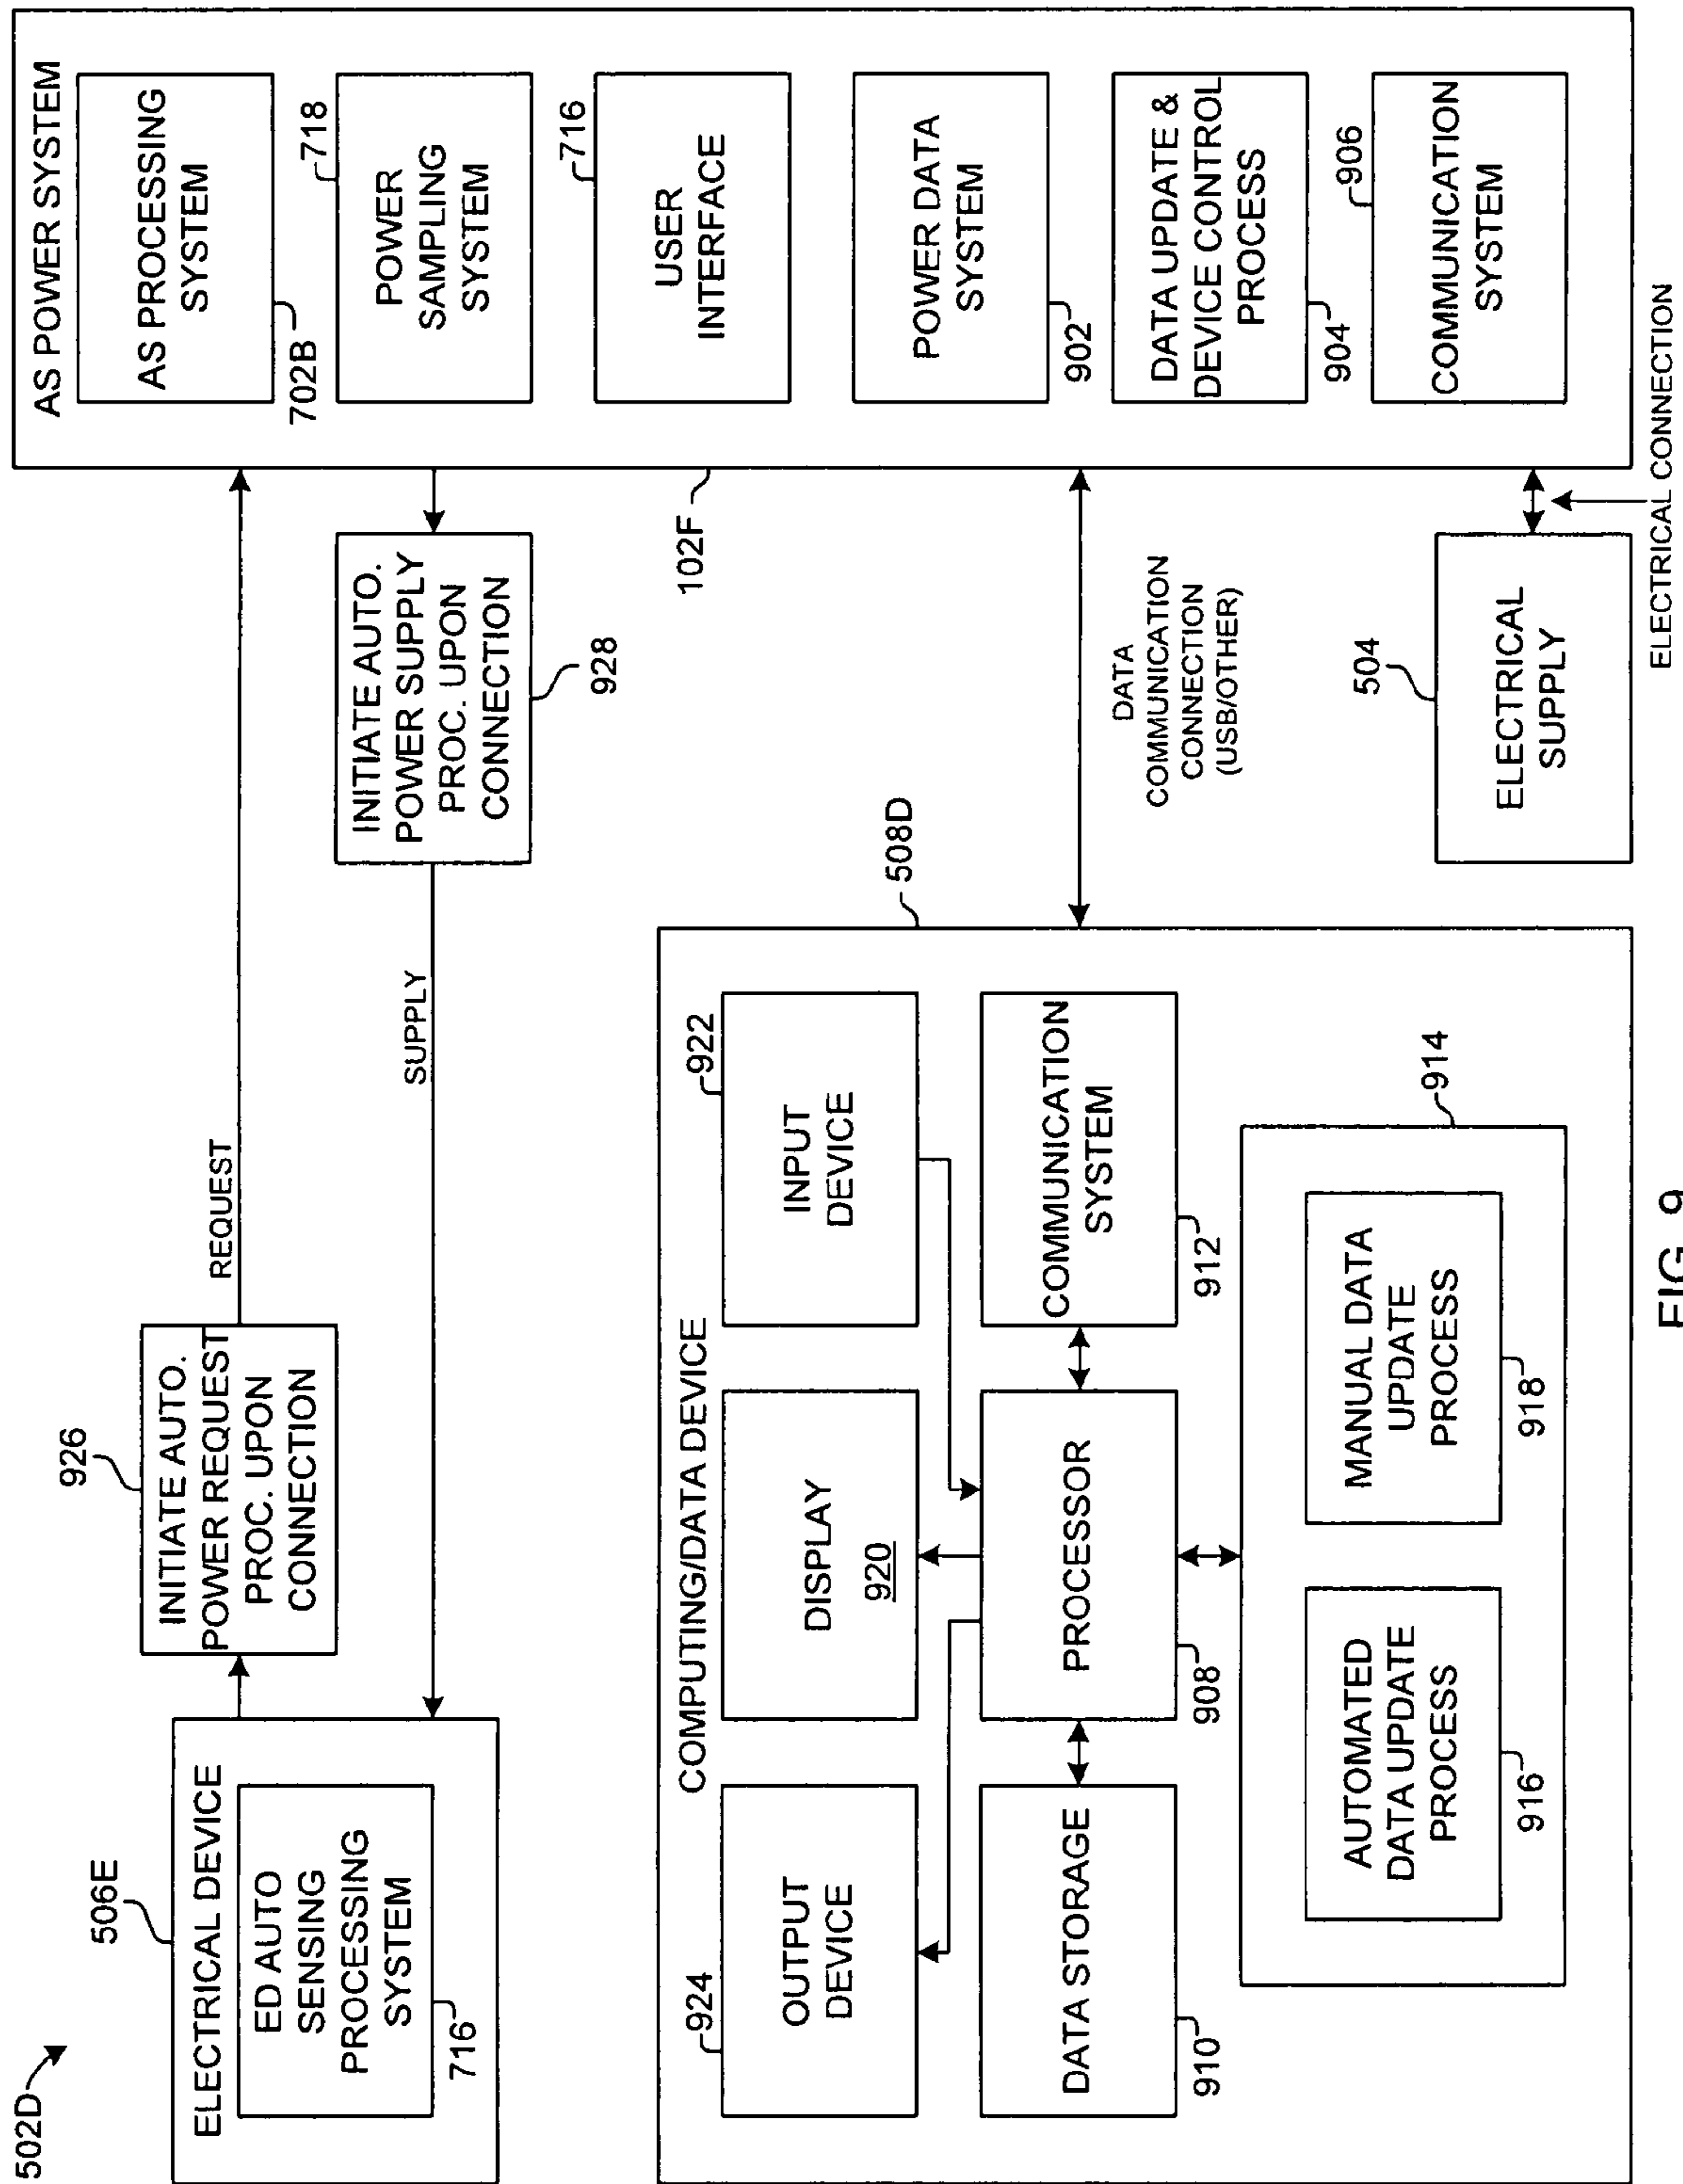 502D
506E
ELECTRICAL DEVICE
ED AUTO
SENSING
PROCESSING
SYSTEM
716
926
INITIATE AUTO.
POWER REQUEST
PROC. UPON
CONNECTION
REQUEST
SUPPLY
INITIATE AUTO.
POWER SUPPLY
PROC. UPON
CONNECTION
928
AS POWER SYSTEM
AS PROCESSING
SYSTEM
702B
718
POWER
SAMPLING
SYSTEM
716
USER
INTERFACE
102F
POWER DATA
SYSTEM
902
DATA UPDATE &
DEVICE CONTROL
PROCESS
904
906
COMMUNICATION
SYSTEM
COMPUTING/DATA DEVICE
508D
924
OUTPUT
DEVICE
DISPLAY
920
922
INPUT
DEVICE
DATA STORAGE
910
PROCESSOR
908
COMMUNICATION
SYSTEM
912
914
AUTOMATED
DATA UPDATE
PROCESS
916
MANUAL DATA
UPDATE
PROCESS
918
DATA
COMMUNICATION
CONNECTION
(USB/OTHER)
504
ELECTRICAL
SUPPLY
ELECTRICAL CONNECTION
FIG. 9